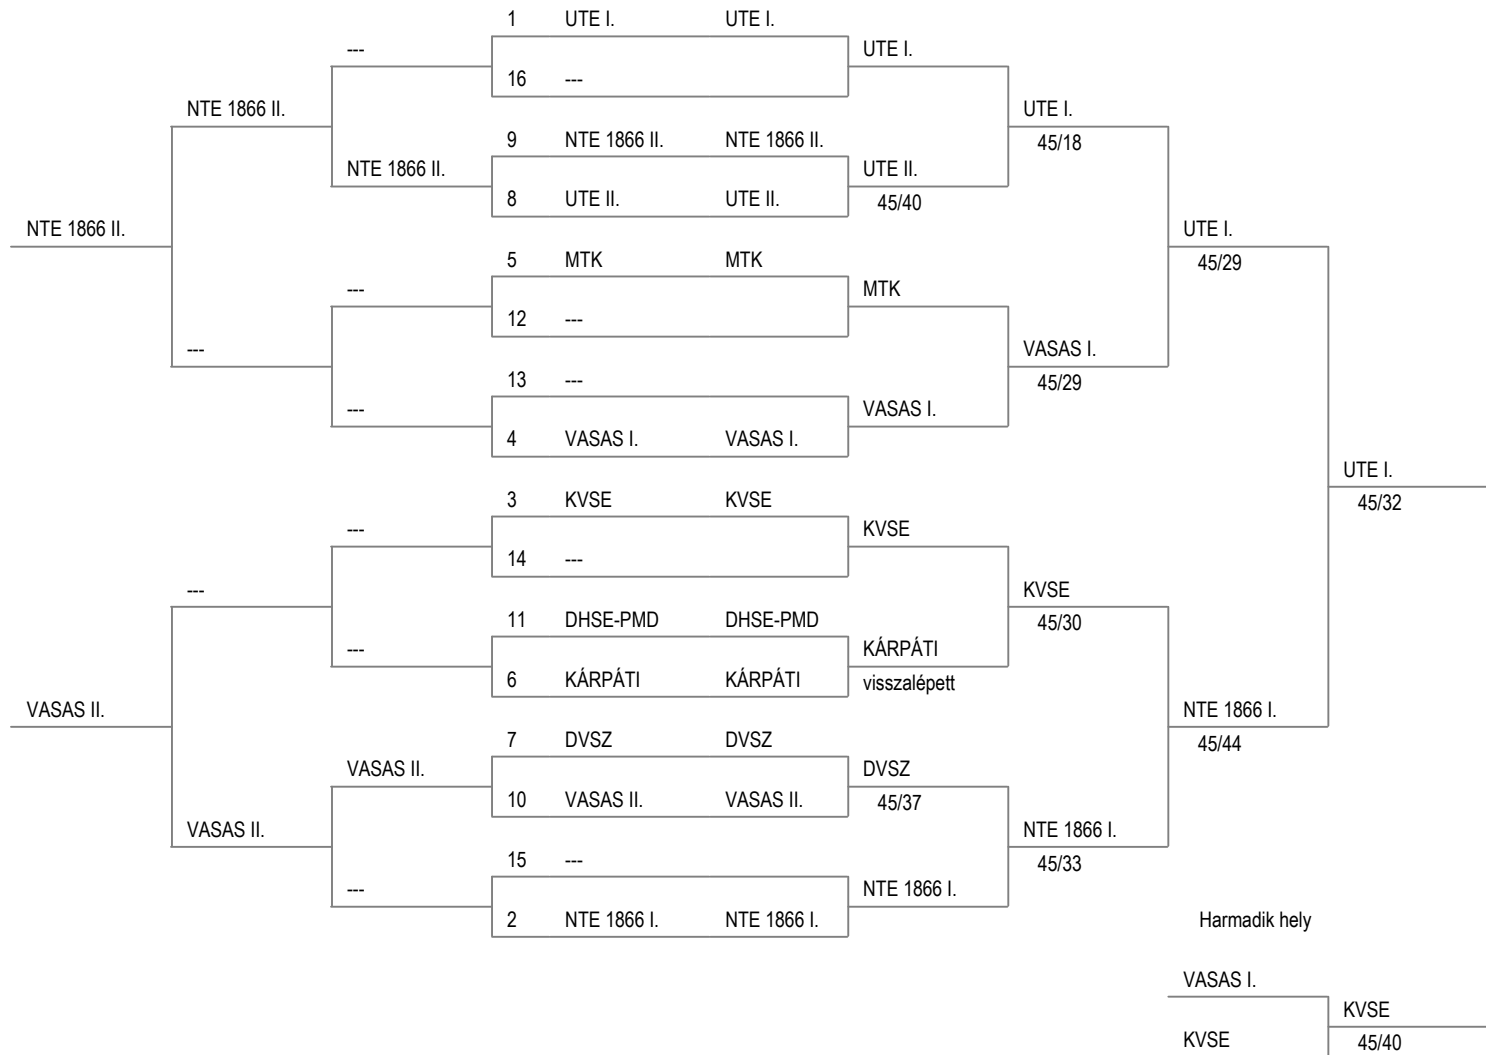 1 UTE I. UTE I.
--- UTE I.
16 ---
NTE 1866 II. UTE I.
9 NTE 1866 II. NTE 1866 II. 45/18
NTE 1866 II. UTE II.
8 UTE II. UTE II. 45/40
NTE 1866 II. UTE I.
5 MTK MTK 45/29
--- MTK
12 ---
--- VASAS I.
13 --- 45/29
--- VASAS I.
4 VASAS I. VASAS I.
UTE I.
3 KVSE KVSE 45/32
--- KVSE
14 ---
--- KVSE
11 DHSE-PMD DHSE-PMD 45/30
--- KÁRPÁTI
6 KÁRPÁTI KÁRPÁTI visszalépett
VASAS II. NTE 1866 I.
7 DVSZ DVSZ 45/44
VASAS II. DVSZ
10 VASAS II. VASAS II. 45/37
VASAS II. NTE 1866 I.
15 --- 45/33
--- NTE 1866 I.
2 NTE 1866 I. NTE 1866 I. Harmadik hely
VASAS I.
KVSE
KVSE 45/40